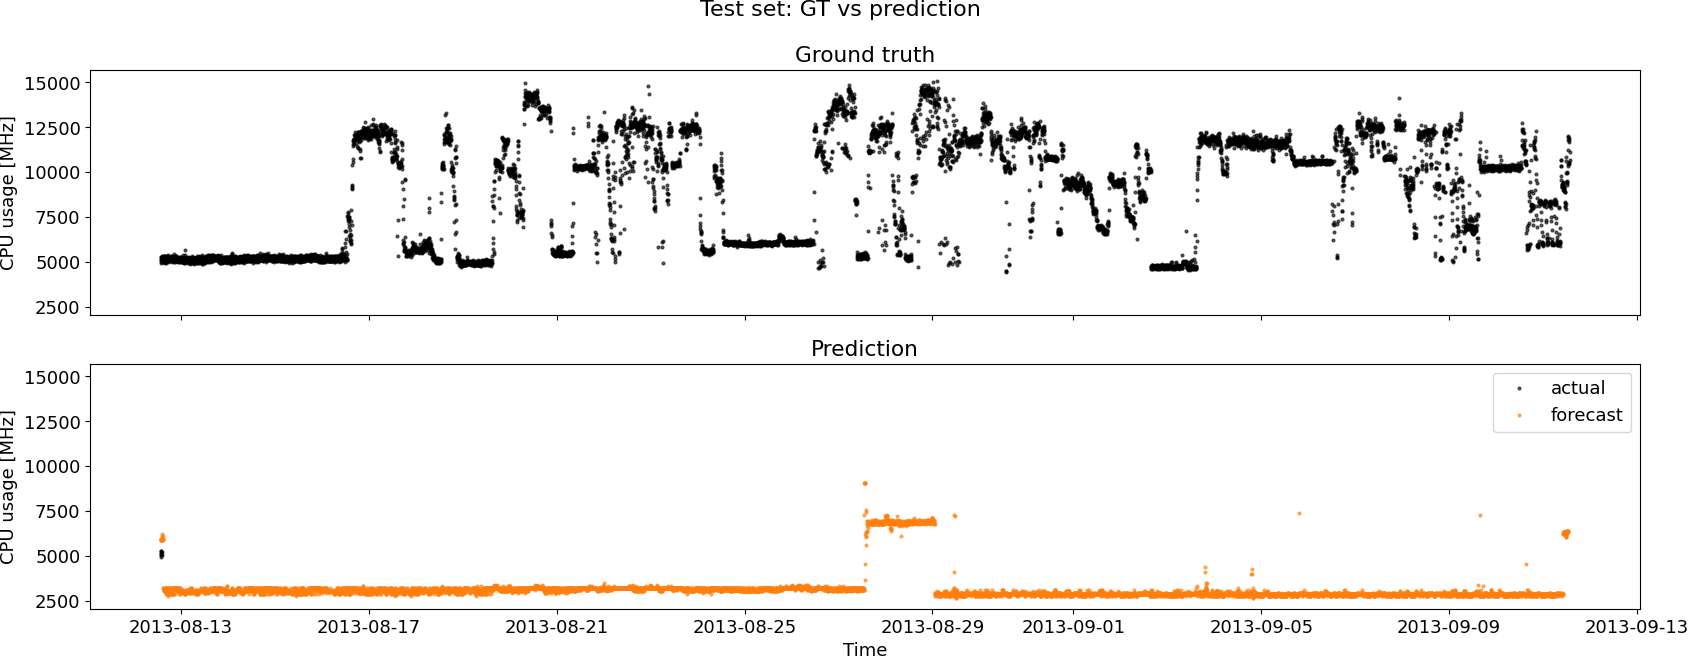 Test set: GT vs prediction
Ground truth
CPU usage [MHz]
15000
12500
10000
7500
5000
2500
Prediction
CPU usage [MHz]
15000
12500
10000
7500
5000
2500
actual
forecast
2013-08-13 2013-08-17 2013-08-21 2013-08-25 2013-08-29 2013-09-01 2013-09-05 2013-09-09 2013-09-13
Time